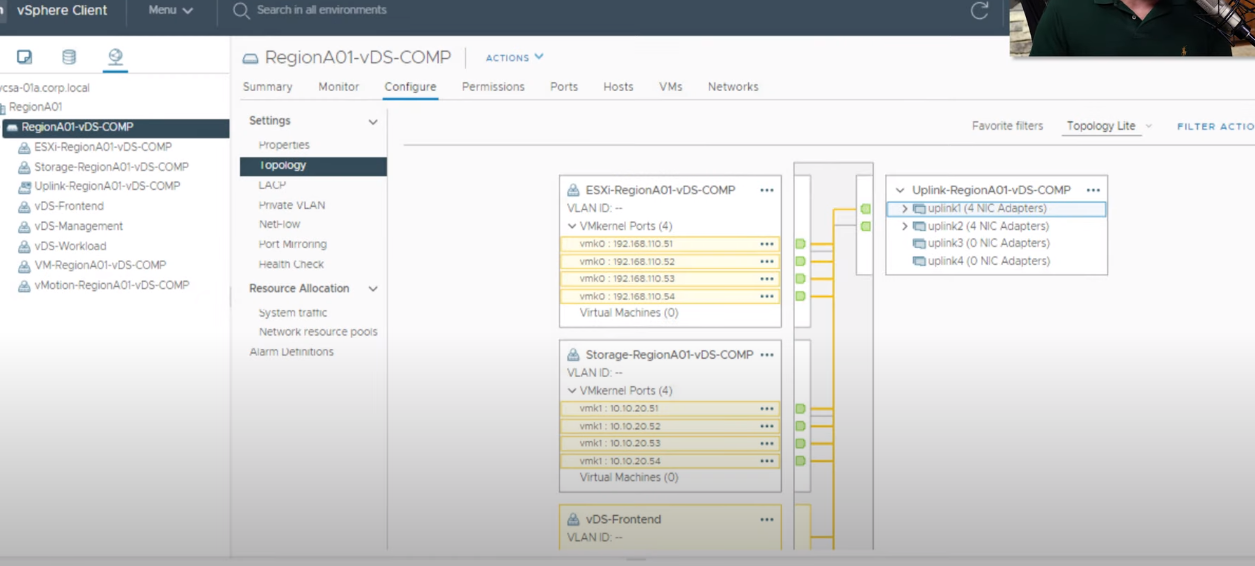 vSphere Client
Menu
Search in all environments
RegionA01-vDS-COMP
ACTIONS
Summary
Monitor
Configure
Permissions
Ports
Hosts
VMs
Networks
vcsa-01a.corp.local
RegionA01
RegionA01-vDS-COMP
ESXi-RegionA01-vDS-COMP
Storage-RegionA01-vDS-COMP
Uplink-RegionA01-vDS-COMP
vDS-Frontend
vDS-Management
vDS-Workload
VM-RegionA01-vDS-COMP
vMotion-RegionA01-vDS-COMP
Settings
Properties
Topology
LACP
Private VLAN
NetFlow
Port Mirroring
Health Check
Resource Allocation
System traffic
Network resource pools
Alarm Definitions
Favorite filters
Topology Lite
FILTER ACTIO
ESXi-RegionA01-vDS-COMP
VLAN ID: --
VMkernel Ports (4)
vmk0 : 192.168.110.51
vmk0 : 192.168.110.52
vmk0 : 192.168.110.53
vmk0 : 192.168.110.54
Virtual Machines (0)
Storage-RegionA01-vDS-COMP
VLAN ID: --
VMkernel Ports (4)
vmk1 : 10.10.20.51
vmk1 : 10.10.20.52
vmk1 : 10.10.20.53
vmk1 : 10.10.20.54
Virtual Machines (0)
vDS-Frontend
VLAN ID: --
Uplink-RegionA01-vDS-COMP
uplink1 (4 NIC Adapters)
uplink2 (4 NIC Adapters)
uplink3 (0 NIC Adapters)
uplink4 (0 NIC Adapters)